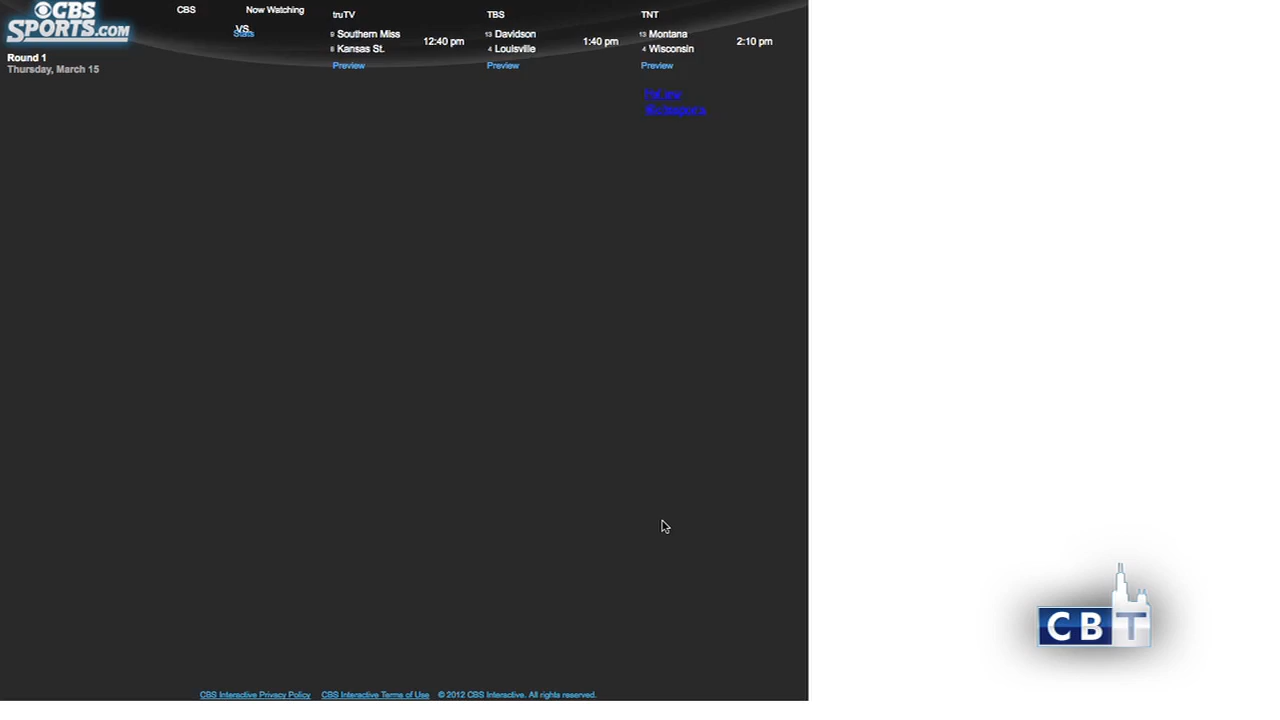 CBS SPORTS.COM
Round 1
Thursday, March 15
CBS
Now Watching
VS.
Stats
truTV
9 Southern Miss
8 Kansas St.
12:40 pm
Preview
TBS
13 Davidson
4 Louisville
1:40 pm
Preview
TNT
13 Montana
4 Wisconsin
2:10 pm
Preview
CBS Interactive Privacy Policy CBS Interactive Terms of Use © 2012 CBS Interactive. All rights reserved.
CBT